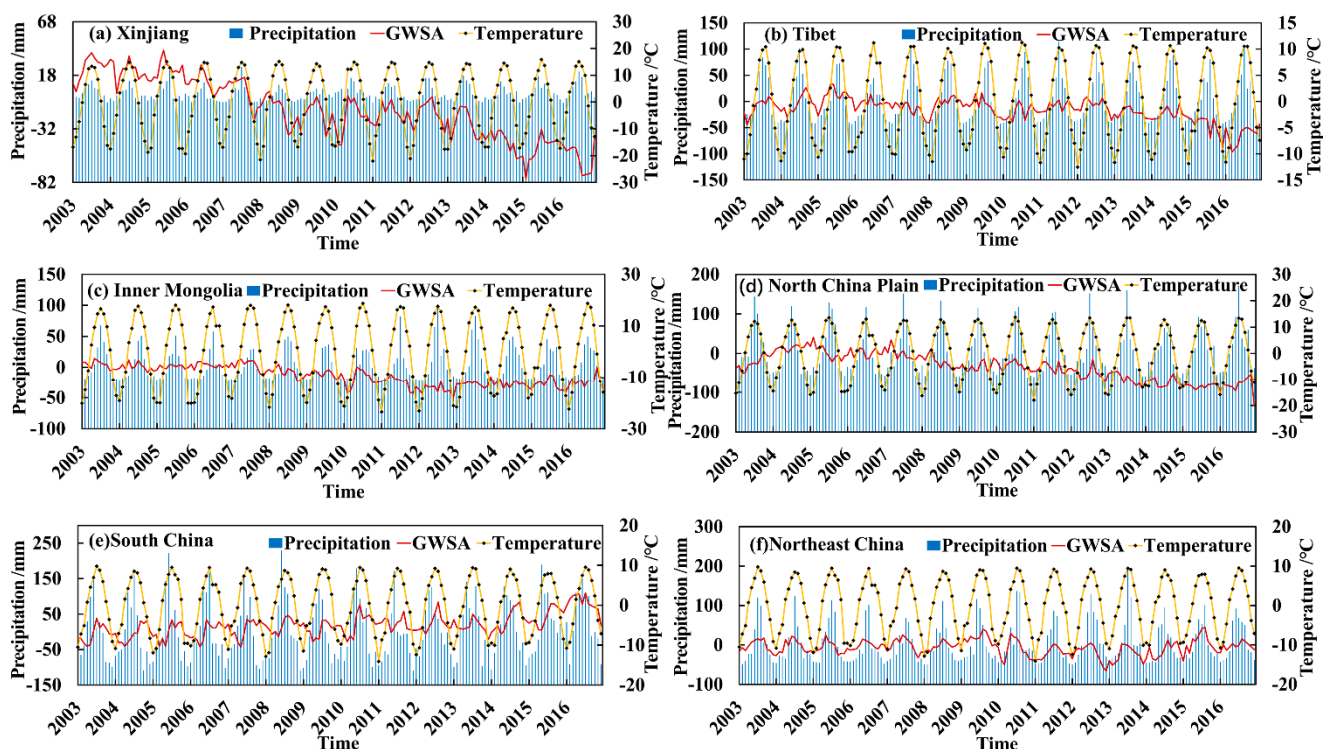 (a) Xinjiang Precipitation GWSA Temperature
Precipitation /mm
68
18
-32
-82
30
20
10
0
-10
-20
-30
Temperature /°C
2003 2004 2005 2006 2007 2008 2009 2010 2011 2012 2013 2014 2015 2016
Time
(b) Tibet Precipitation GWSA Temperature
Precipitation/mm
150
100
50
0
-50
-100
-150
15
10
5
0
-5
-10
-15
Temperature /°C
2003 2004 2005 2006 2007 2008 2009 2010 2011 2012 2013 2014 2015 2016
Time
(c) Inner Mongolia Precipitation GWSA Temperature
Precipitation /mm
150
100
50
0
-50
-100
30
20
10
0
-10
-20
-30
Temperature /°C
2003 2004 2005 2006 2007 2008 2009 2010 2011 2012 2013 2014 2015 2016
Time
(d) North China Plain Precipitation GWSA Temperature
Precipitation /mm
200
100
0
-100
-200
30
20
10
0
-10
-20
-30
Temperature /°C
2003 2004 2005 2006 2007 2008 2009 2010 2011 2012 2013 2014 2015 2016
Time
(e)South China Precipitation GWSA Temperature
Precipitation /mm
250
150
50
-50
-150
20
10
0
-10
-20
Temperature /°C
2003 2004 2005 2006 2007 2008 2009 2010 2011 2012 2013 2014 2015 2016
Time
(f)Northeast China Precipitation GWSA Temperature
Precipitation /mm
300
200
100
0
-100
20
10
0
-10
-20
Temperature /°C
2003 2004 2005 2006 2007 2008 2009 2010 2011 2012 2013 2014 2015 2016
Time